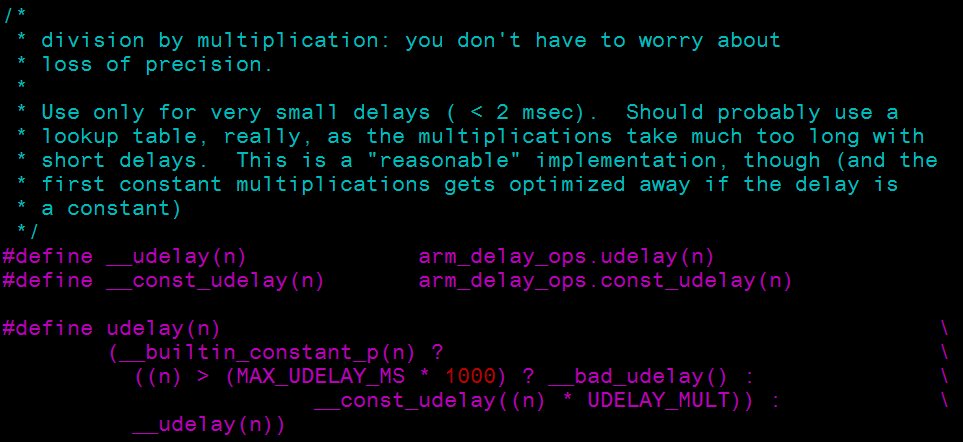 /*
 * division by multiplication: you don't have to worry about
 * loss of precision.
 *
 * Use only for very small delays ( < 2 msec).  Should probably use a
 * lookup table, really, as the multiplications take much too long with
 * short delays.  This is a "reasonable" implementation, though (and the
 * first constant multiplications gets optimized away if the delay is
 * a constant)
 */
#define __udelay(n)             arm_delay_ops.udelay(n)
#define __const_udelay(n)       arm_delay_ops.const_udelay(n)

#define udelay(n)                                                       \
        (__builtin_constant_p(n) ?                                      \
          ((n) > (MAX_UDELAY_MS * 1000) ? __bad_udelay() :              \
                        __const_udelay((n) * UDELAY_MULT)) :            \
          __udelay(n))